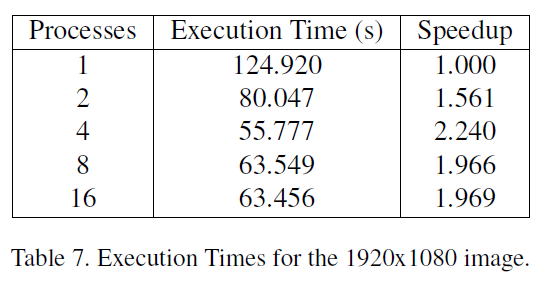 Processes Execution Time (s) Speedup
1 124.920 1.000
2 80.047 1.561
4 55.777 2.240
8 63.549 1.966
16 63.456 1.969
Table 7. Execution Times for the 1920x1080 image.